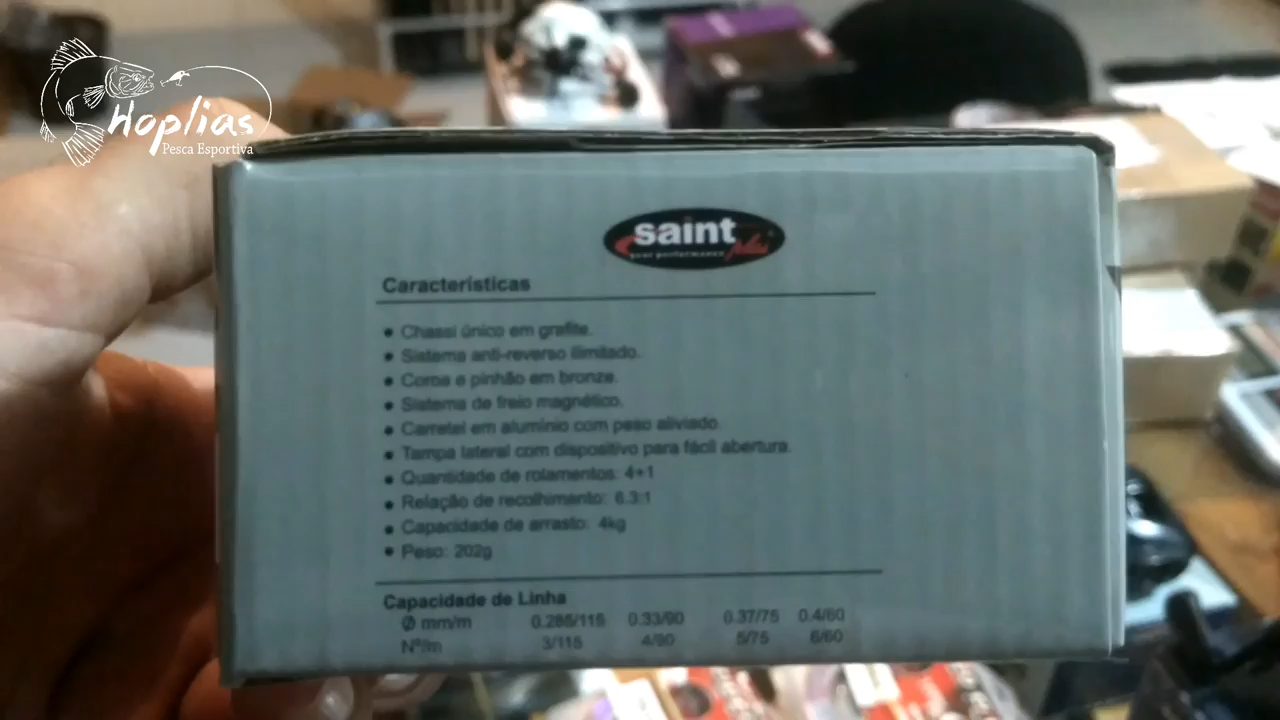 Hoplias
Pesca Esportiva
saint plus
Características
• Chassi único em grafite.
• Sistema anti-reverso ilimitado.
• Coroa e pinhão em bronze.
• Sistema de freio magnético.
• Carretel em alumínio com peso aliviado.
• Tampa lateral com dispositivo para fácil abertura.
• Quantidade de rolamentos: 4+1
• Relação de recolhimento: 6.3:1
• Capacidade de arrasto: 4kg
• Peso: 202g
Capacidade de Linha
Ø mm/m 0.285/115 0.33/90 0.37/75 0.4/60
Nº/m 3/115 4/90 5/75 6/60